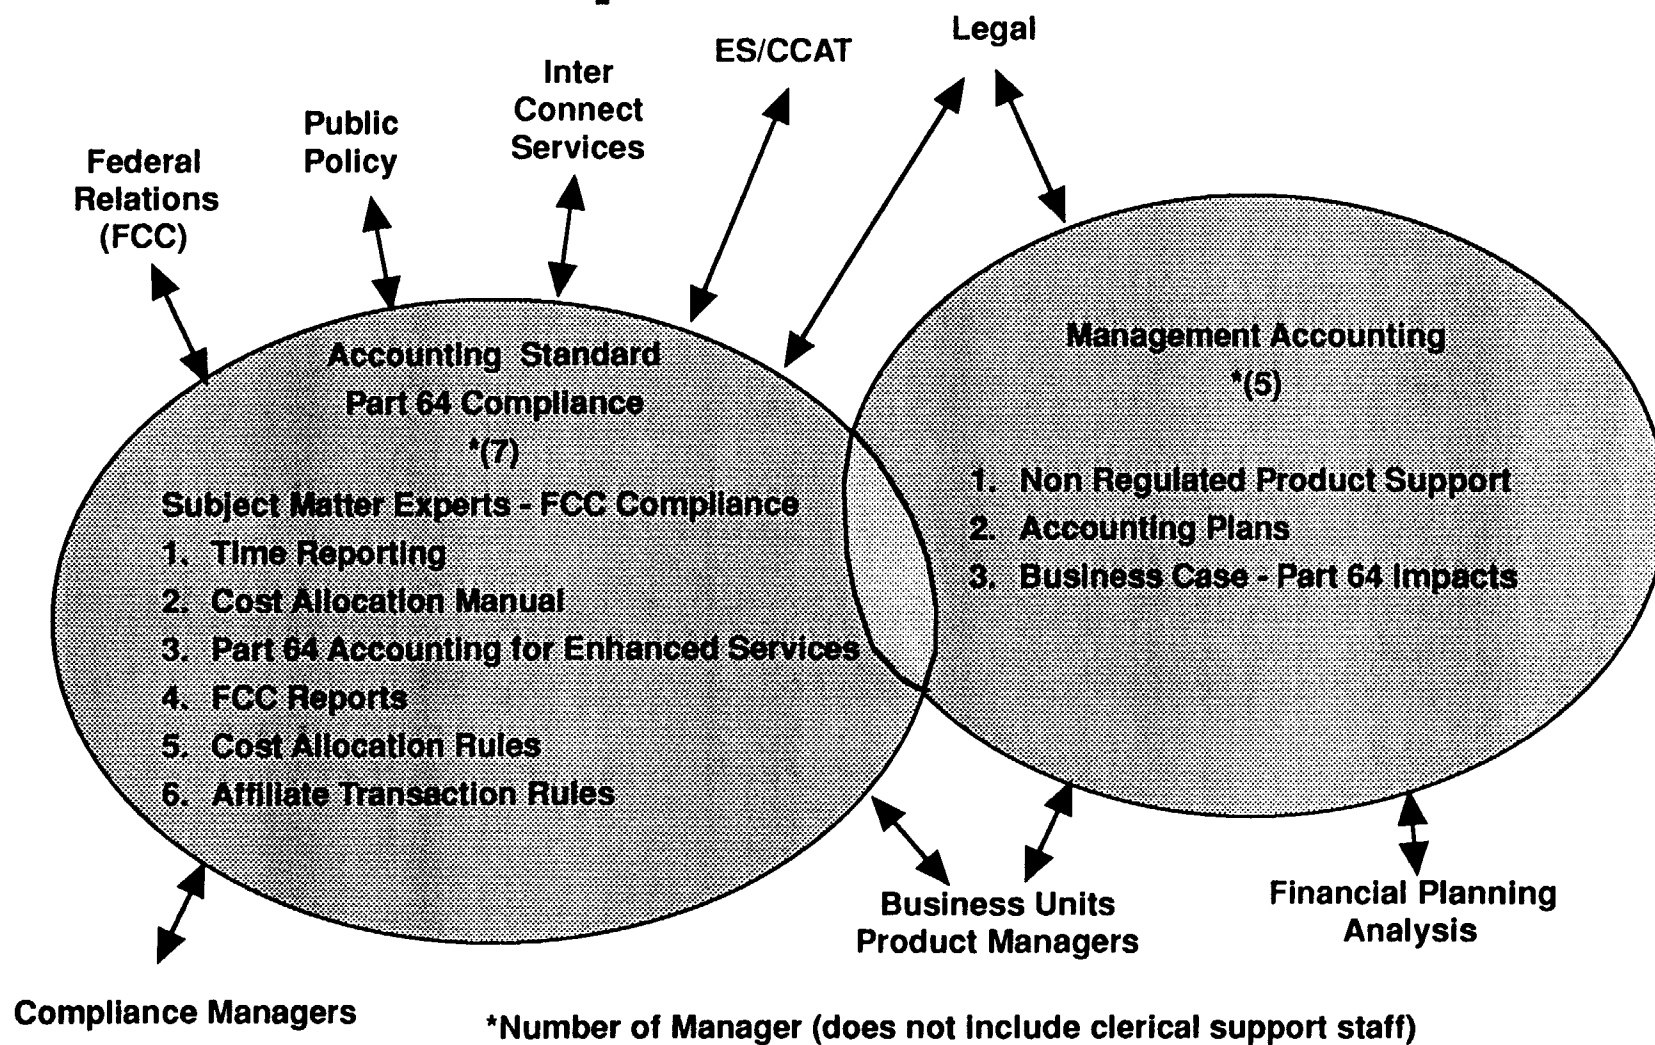 Legal
ES/CCAT
Inter
Connect
Services
Public
Policy
Federal
Relations
(FCC)
Accounting Standard
Part 64 Compliance
*(7)
Subject Matter Experts - FCC Compliance
1. Time Reporting
2. Cost Allocation Manual
3. Part 64 Accounting for Enhanced Services
4. FCC Reports
5. Cost Allocation Rules
6. Affiliate Transaction Rules
Management Accounting
*(5)
1. Non Regulated Product Support
2. Accounting Plans
3. Business Case - Part 64 Impacts
Business Units
Product Managers
Financial Planning
Analysis
Compliance Managers
*Number of Manager (does not include clerical support staff)